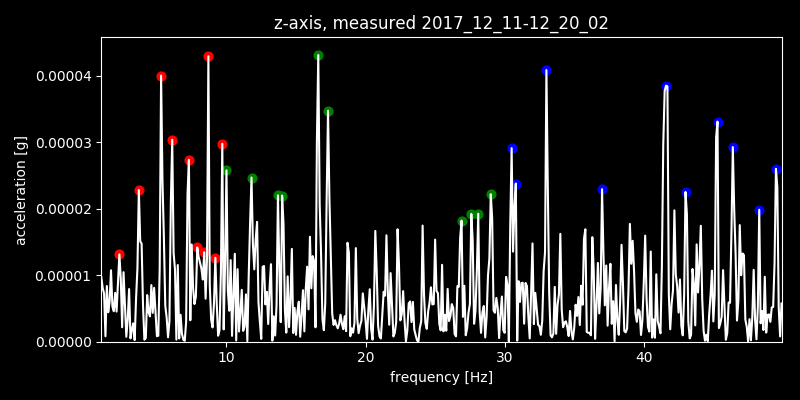 z-axis, measured 2017_12_11-12_20_02
0.00004
0.00003
0.00002
0.00001
0.00000
acceleration [g]
10 20 30 40
frequency [Hz]